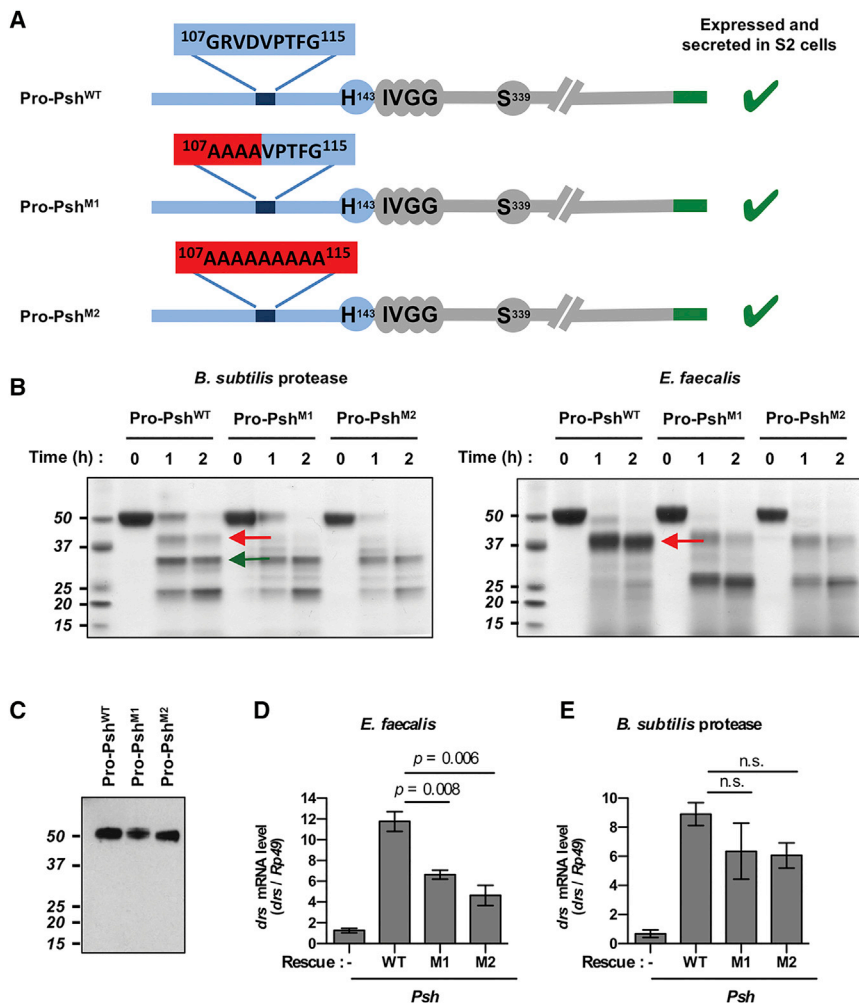 A
Expressed and
secreted in S2 cells
107GRVDVPTFG115
Pro-PshWT H143 IVGG S339
107AAAAVPTFG115
Pro-PshM1 H143 IVGG S339
107AAAAAAAAA115
Pro-PshM2 H143 IVGG S339
B
B. subtilis protease
Pro-PshWT Pro-PshM1 Pro-PshM2
Time (h) : 0 1 2 0 1 2 0 1 2
50
37
25
20
15
E. faecalis
Pro-PshWT Pro-PshM1 Pro-PshM2
Time (h) : 0 1 2 0 1 2 0 1 2
50
37
25
20
15
C
Pro-PshWT
Pro-PshM1
Pro-PshM2
50
37
25
20
15
D
E. faecalis
p = 0.006
p = 0.008
drs mRNA level
(drs / Rp49)
14
12
10
8
6
4
2
0
Rescue : - WT M1 M2
Psh
E
B. subtilis protease
n.s.
n.s.
drs mRNA level
(drs / Rp49)
10
8
6
4
2
0
Rescue : - WT M1 M2
Psh